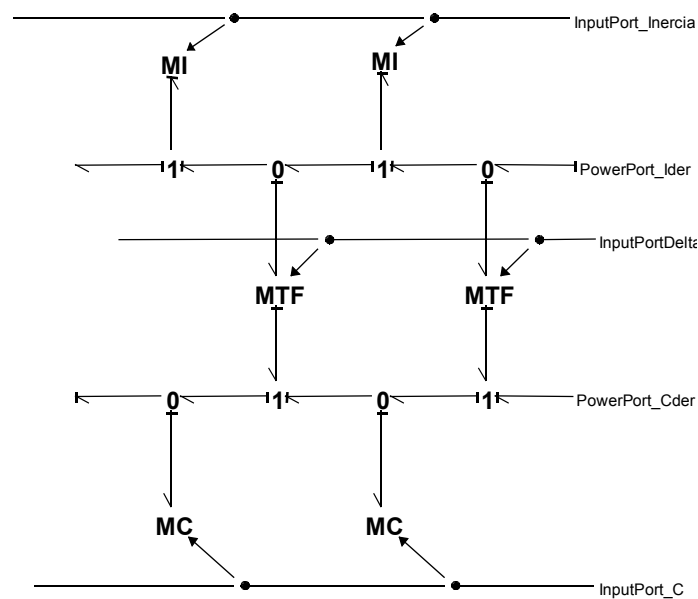 InputPort_Inercia
MI MI
1 0 1 0 PowerPort_Ider
InputPortDelta
MTF MTF
0 1 0 1 PowerPort_Cder
MC MC
InputPort_C